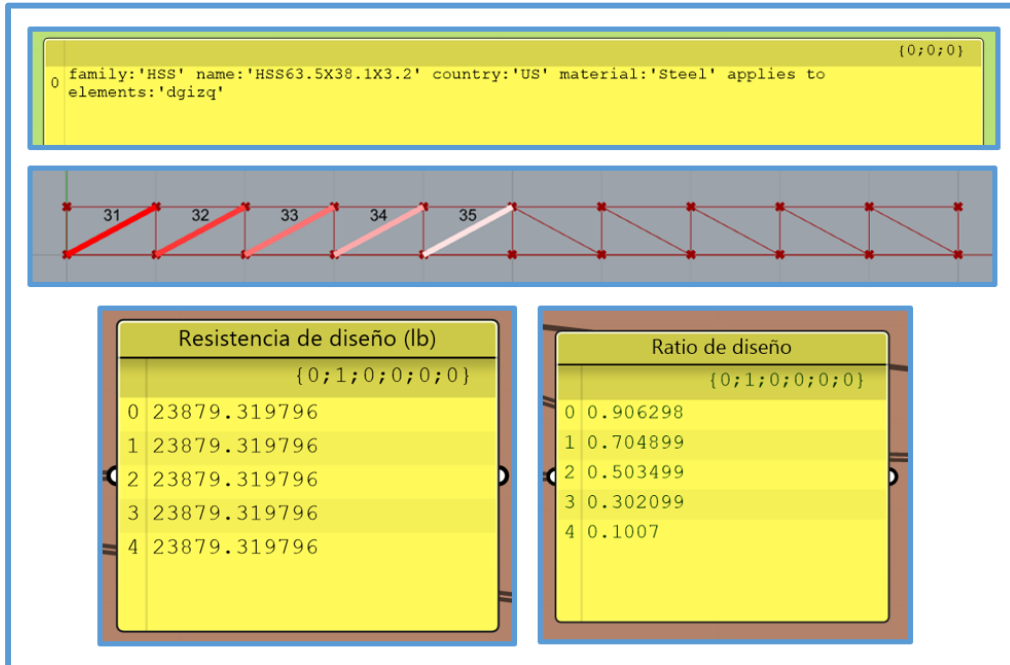 {0;0;0}
0 family:'HSS' name:'HSS63.5X38.1X3.2' country:'US' material:'Steel' applies to
elements:'dgizq'
31 32 33 34 35
Resistencia de diseño (lb)
{0;1;0;0;0;0}
0 23879.319796
1 23879.319796
2 23879.319796
3 23879.319796
4 23879.319796
Ratio de diseño
{0;1;0;0;0;0}
0 0.906298
1 0.704899
2 0.503499
3 0.302099
4 0.1007